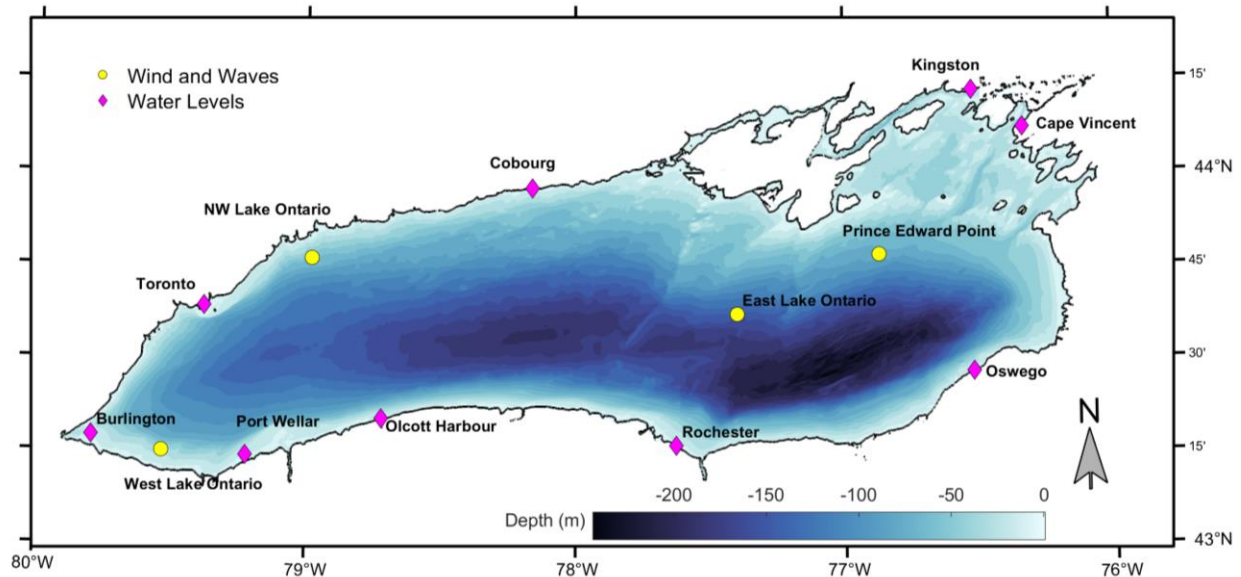 Wind and Waves
Water Levels
Kingston
15'
Cape Vincent
Cobourg
44°N
NW Lake Ontario
Prince Edward Point
45'
Toronto
East Lake Ontario
30'
Oswego
Burlington
Port Wellar
Olcott Harbour
N
Rochester
15'
West Lake Ontario
-200 -150 -100 -50 0
Depth (m)
43°N
80°W 79°W 78°W 77°W 76°W